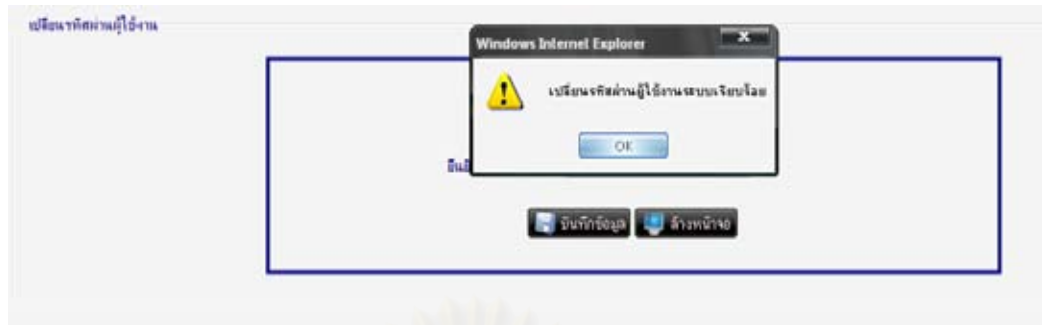 เปลี่ยนรหัสผ่านผู้ใช้งาน
Windows Internet Explorer
เปลี่ยนรหัสผ่านผู้ใช้งานระบบเรียบร้อย
OK
บันทึกข้อมูล ล้างหน้าจอ